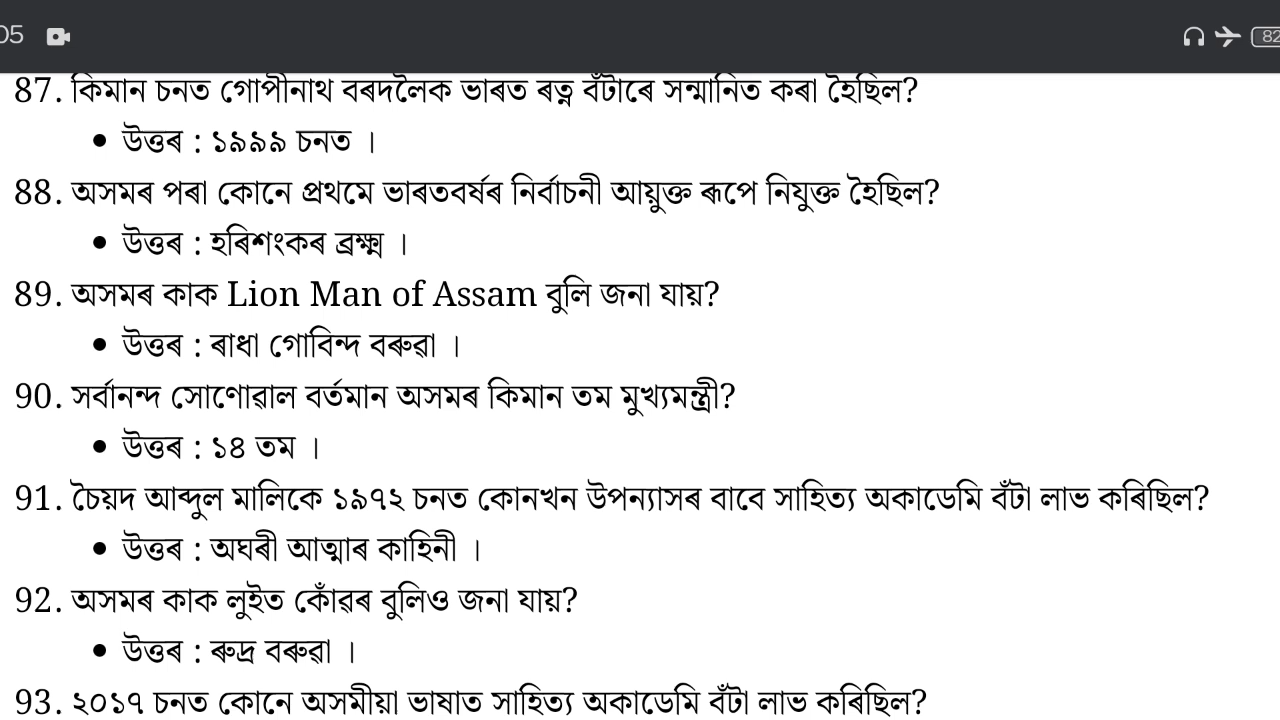 05
82
87. কিমান চনত গোপীনাথ বৰদলৈক ভাৰত ৰত্ন বঁটাৰে সন্মানিত কৰা হৈছিল?
• উত্তৰ : ১৯৯৯ চনত ।
88. অসমৰ পৰা কোনে প্ৰথমে ভাৰতবৰ্ষৰ নিৰ্বাচনী আয়ুক্ত ৰূপে নিযুক্ত হৈছিল?
• উত্তৰ : হৰিশংকৰ ব্ৰক্ষ্ম ।
89. অসমৰ কাক Lion Man of Assam বুলি জনা যায়?
• উত্তৰ : ৰাধা গোবিন্দ বৰুৱা ।
90. সৰ্বানন্দ সোণোৱাল বৰ্তমান অসমৰ কিমান তম মুখ্যমন্ত্ৰী?
• উত্তৰ : ১৪ তম ।
91. চৈয়দ আব্দুল মালিকে ১৯৭২ চনত কোনখন উপন্যাসৰ বাবে সাহিত্য অকাডেমি বঁটা লাভ কৰিছিল?
• উত্তৰ : অঘৰী আত্মাৰ কাহিনী ।
92. অসমৰ কাক লুইত কোঁৱৰ বুলিও জনা যায়?
• উত্তৰ : ৰুদ্ৰ বৰুৱা ।
93. ২০১৭ চনত কোনে অসমীয়া ভাষাত সাহিত্য অকাডেমি বঁটা লাভ কৰিছিল?